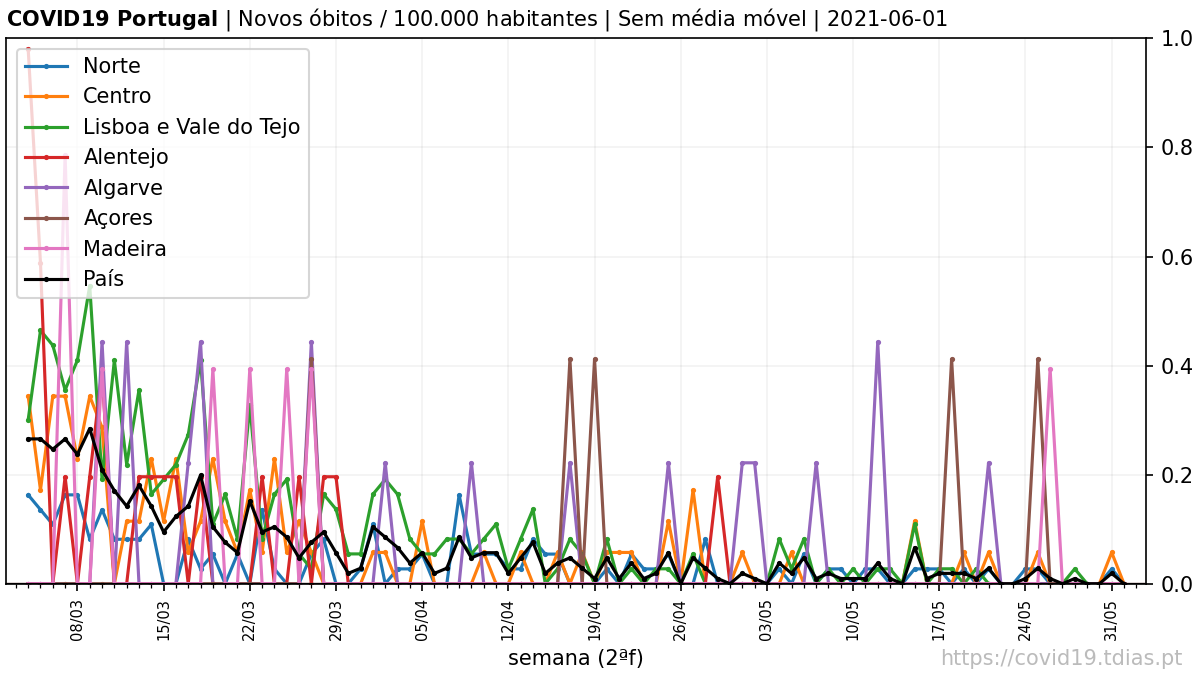 COVID19 Portugal | Novos óbitos / 100.000 habitantes | Sem média móvel | 2021-06-01
Norte
Centro
Lisboa e Vale do Tejo
Alentejo
Algarve
Açores
Madeira
País
1.0
0.8
0.6
0.4
0.2
0.0
08/03
15/03
22/03
29/03
05/04
12/04
19/04
26/04
03/05
10/05
17/05
24/05
31/05
semana (2ªf)
https://covid19.tdias.pt